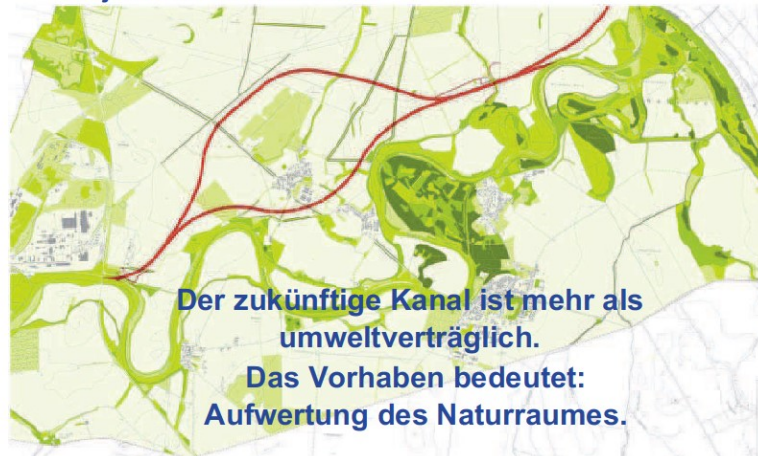 Der zukünftige Kanal ist mehr als
umweltverträglich.
Das Vorhaben bedeutet:
Aufwertung des Naturraumes.